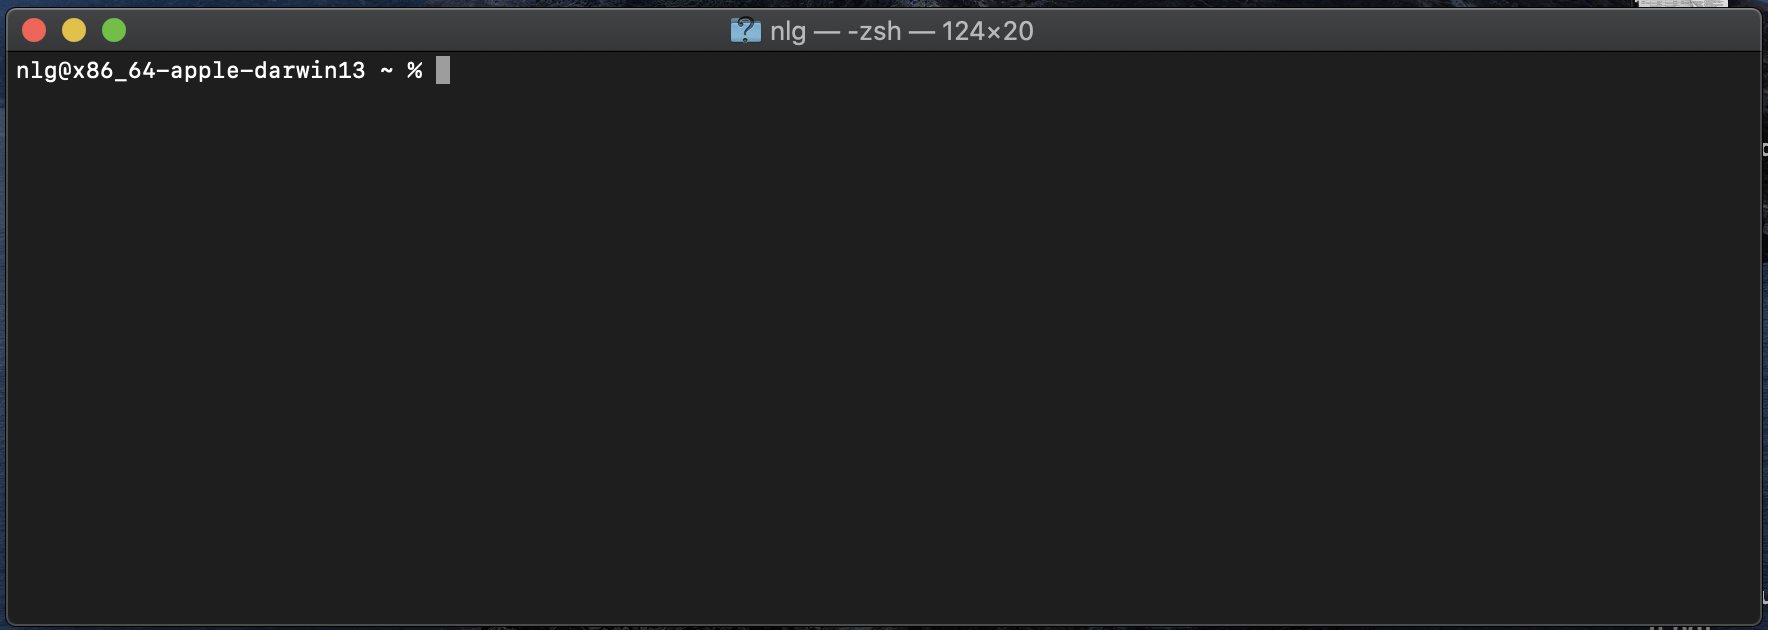 nlg — -zsh — 124×20
nlg@x86_64-apple-darwin13 ~ %